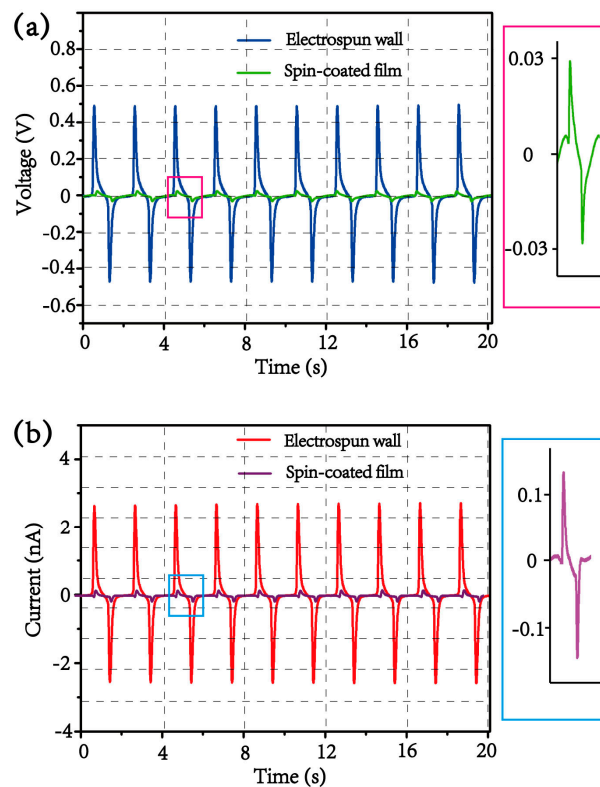 (a)
Electrospun wall
Spin-coated film
Voltage (V)
0.8
0.6
0.4
0.2
0
-0.2
-0.4
-0.6
0 4 8 12 16 20
Time (s)
0.03
0
-0.03
(b)
Electrospun wall
Spin-coated film
Current (nA)
4
2
0
-2
-4
0 4 8 12 16 20
Time (s)
0.1
0
-0.1